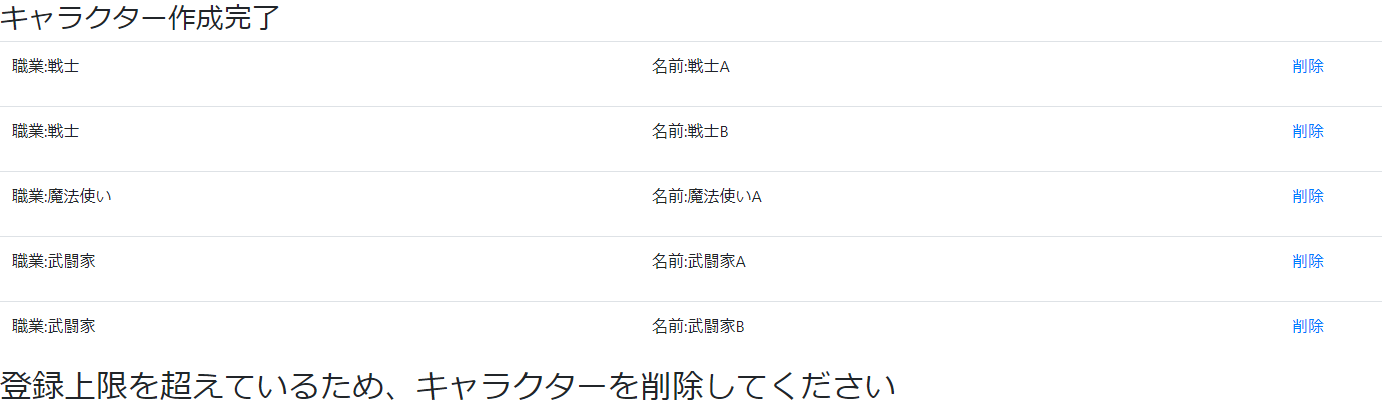 キャラクター作成完了
職業:戦士 名前:戦士A 削除
職業:戦士 名前:戦士B 削除
職業:魔法使い 名前:魔法使いA 削除
職業:武闘家 名前:武闘家A 削除
職業:武闘家 名前:武闘家B 削除
登録上限を超えているため、キャラクターを削除してください